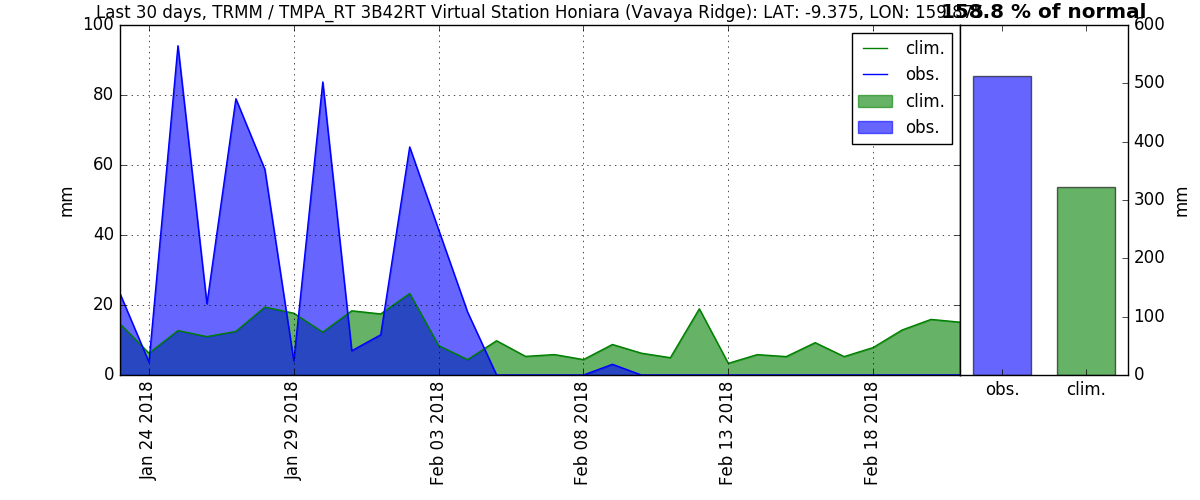 Last 30 days, TRMM / TMPA_RT 3B42RT Virtual Station Honiara (Vavaya Ridge): LAT: -9.375, LON:
158.8 % of normal
100
80
60
40
20
0
mm
clim.
obs.
clim.
obs.
Jan 24 2018
Jan 29 2018
Feb 03 2018
Feb 08 2018
Feb 13 2018
Feb 18 2018
600
500
400
300
200
100
0
mm
obs.
clim.